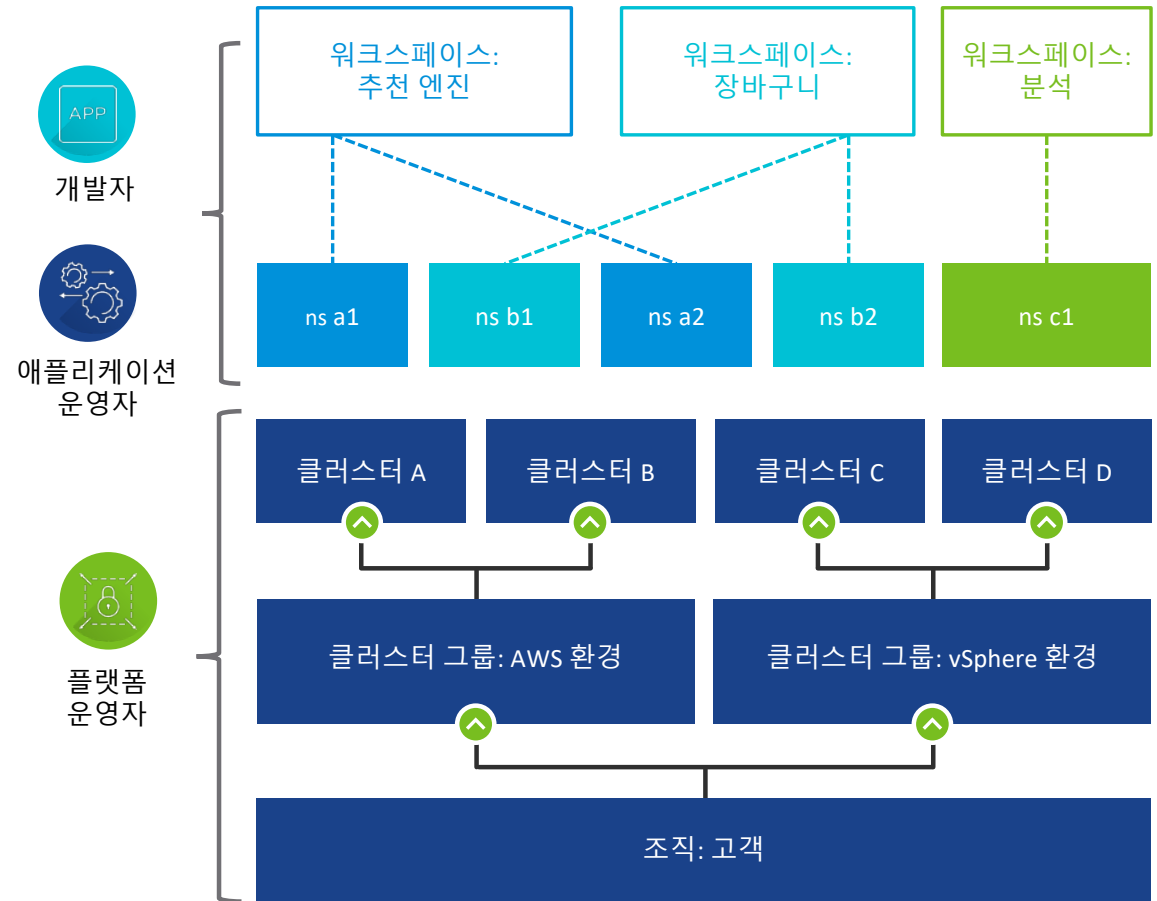 워크스페이스:
추천 엔진
워크스페이스:
장바구니
워크스페이스:
분석
APP
개발자
애플리케이션
운영자
ns a1
ns b1
ns a2
ns b2
ns c1
클러스터 A
클러스터 B
클러스터 C
클러스터 D
플랫폼
운영자
클러스터 그룹: AWS 환경
클러스터 그룹: vSphere 환경
조직: 고객